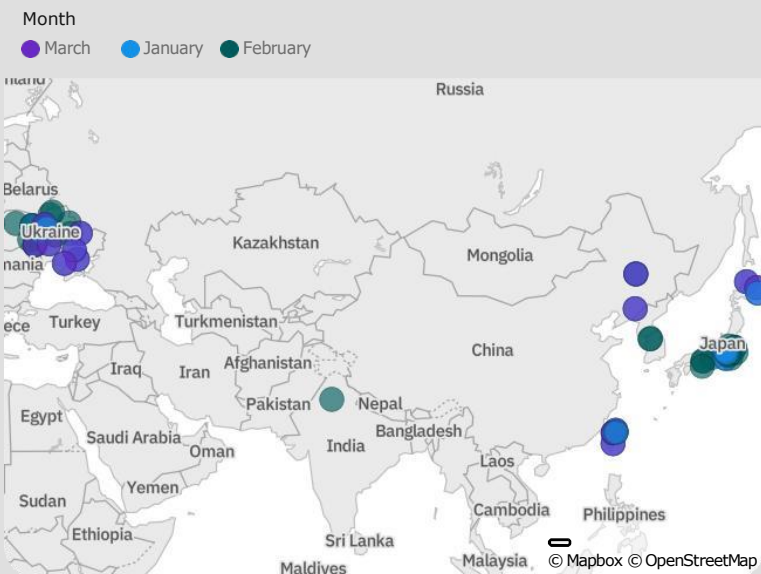 Month
March January February
Russia
Belarus
Ukraine
Kazakhstan
Mongolia
Turkey
Turkmenistan
Japan
China
Iraq
Iran
Afghanistan
Pakistan
Nepal
Egypt
Saudi Arabia
Bangladesh
Oman
India
Laos
Yemen
Sudan
Cambodia
Philippines
Ethiopia
Sri Lanka
Malaysia
Maldives
© Mapbox © OpenStreetMap